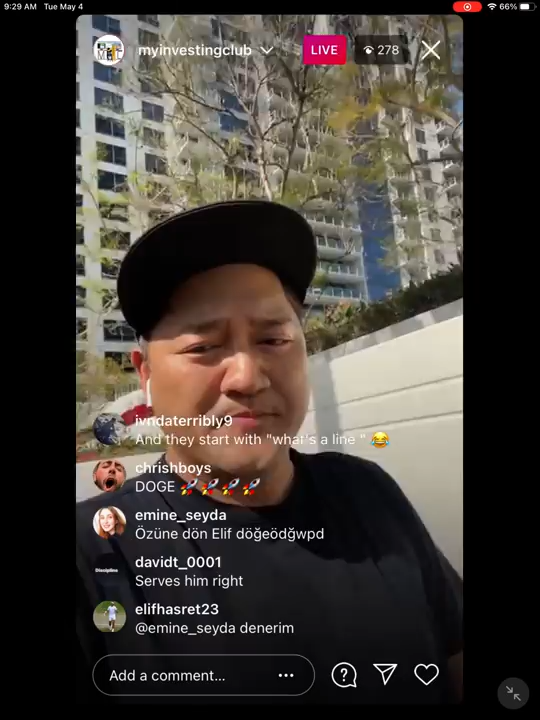 9:29 AM Tue May 4
66%
myinvestingclub
LIVE
278
ivndaterribly9
And they start with "what's a line " 😂
chrishboys
DOGE 🚀🚀🚀🚀
emine_seyda
Özüne dön Elif döğeödğwpd
davidt_0001
Serves him right
elifhasret23
@emine_seyda denerim
Add a comment...